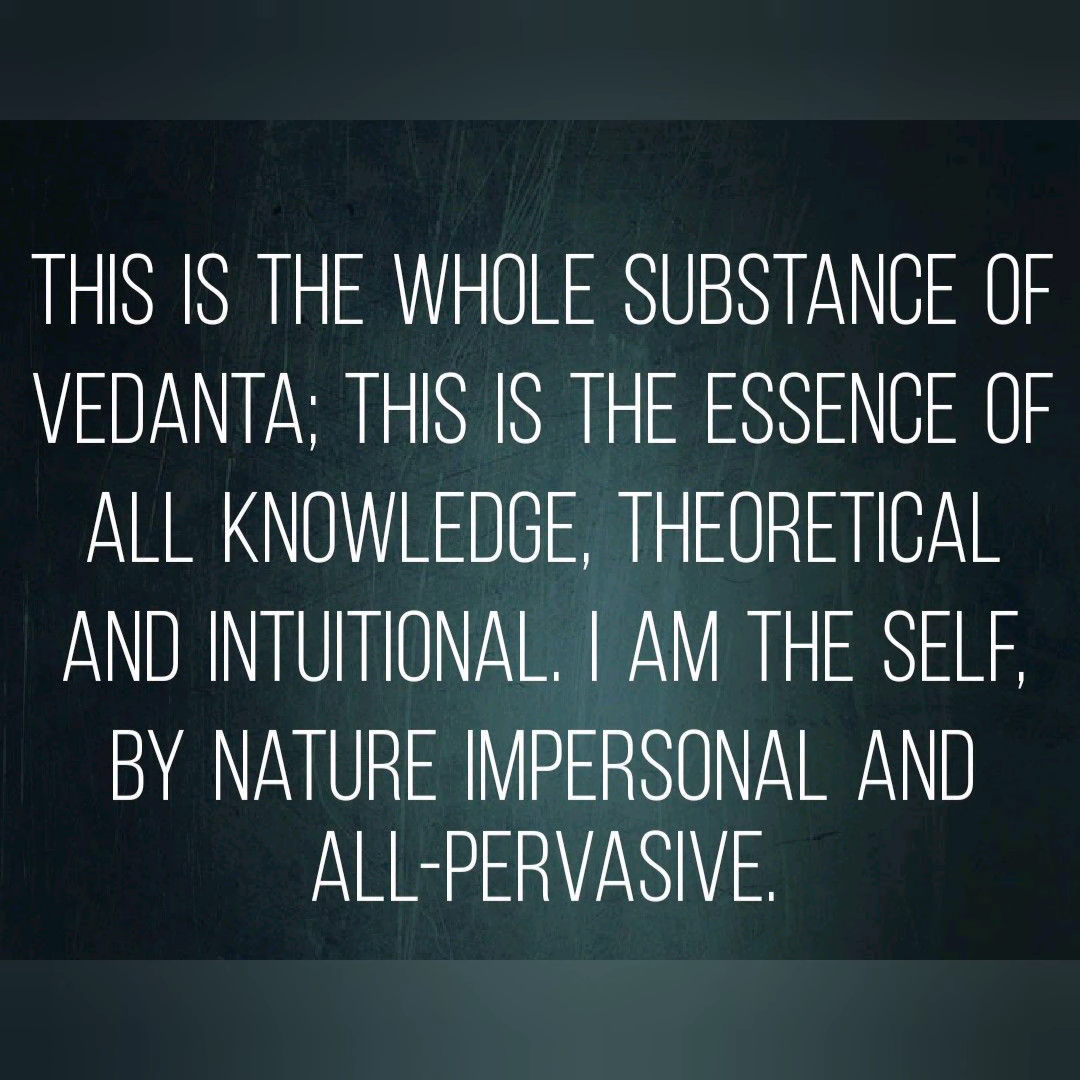 THIS IS THE WHOLE SUBSTANCE OF
VEDANTA; THIS IS THE ESSENCE OF
ALL KNOWLEDGE, THEORETICAL
AND INTUITIONAL. I AM THE SELF,
BY NATURE IMPERSONAL AND
ALL-PERVASIVE.